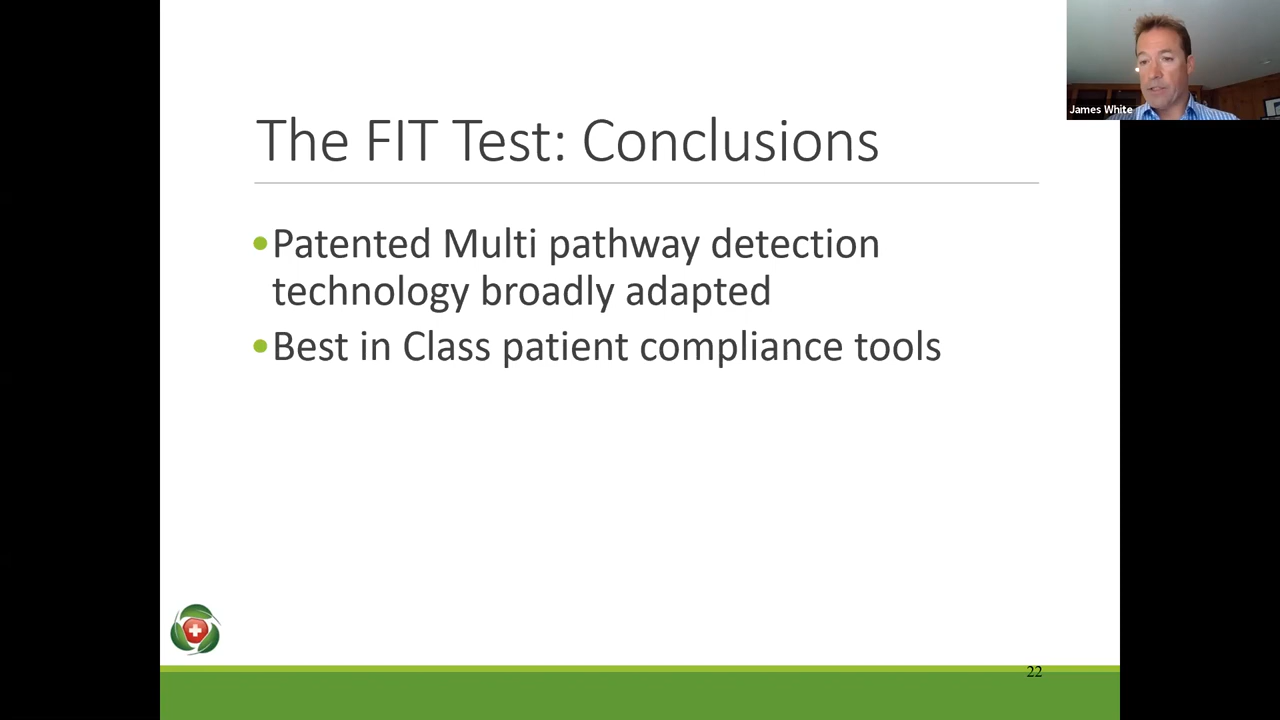 James White
The FIT Test: Conclusions
•Patented Multi pathway detection
technology broadly adapted
•Best in Class patient compliance tools
22